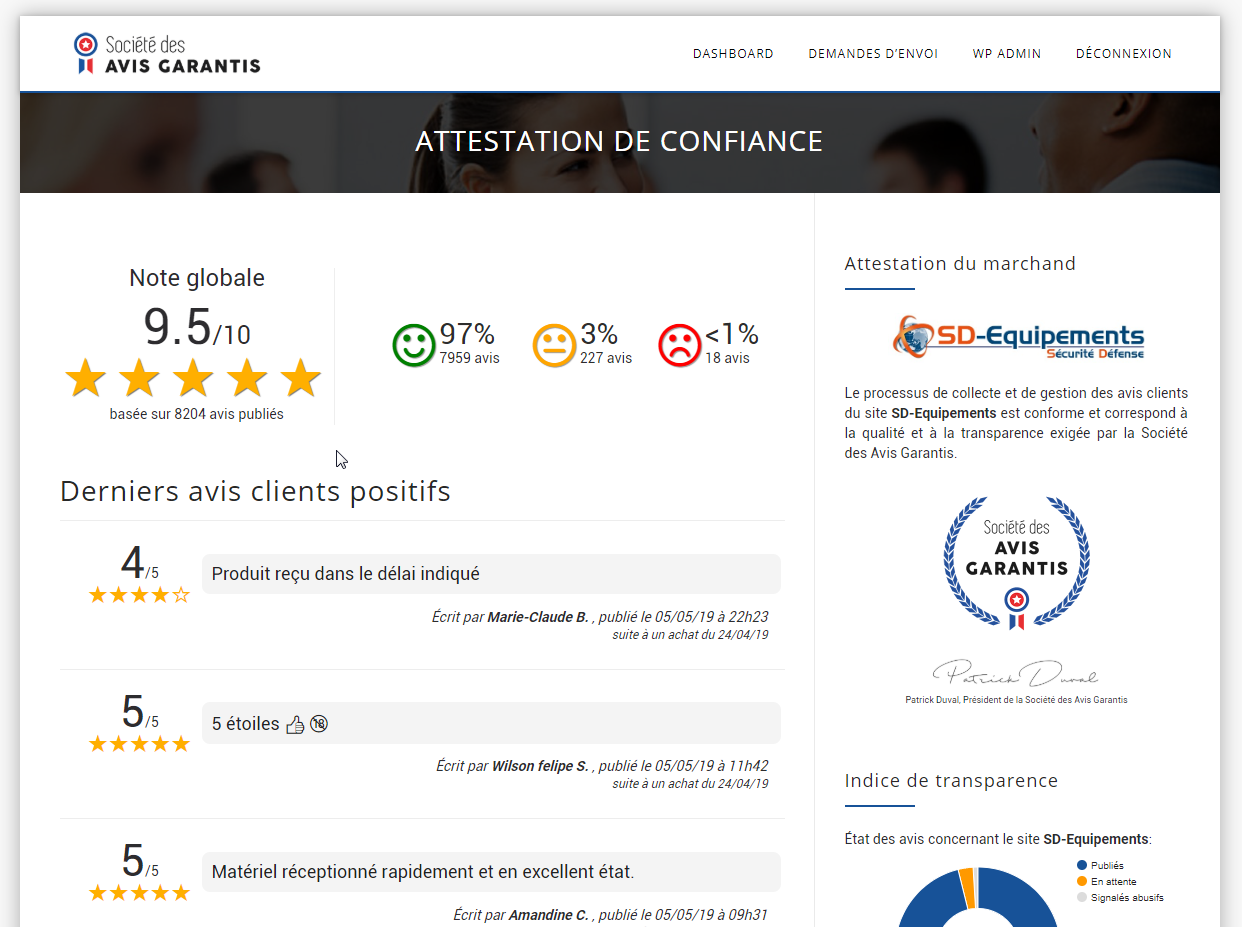 Société des
AVIS GARANTIS
DASHBOARD DEMANDES D'ENVOI WP ADMIN DÉCONNEXION
ATTESTATION DE CONFIANCE
Note globale
9.5/10
basée sur 8204 avis publiés
97%
7959 avis
3%
227 avis
<1%
18 avis
Derniers avis clients positifs
4/5
Produit reçu dans le délai indiqué
Écrit par Marie-Claude B. , publié le 05/05/19 à 22h23
suite à un achat du 24/04/19
5/5
5 étoiles 👍🏻 🔞
Écrit par Wilson felipe S. , publié le 05/05/19 à 11h42
suite à un achat du 24/04/19
5/5
Matériel réceptionné rapidement et en excellent état.
Écrit par Amandine C. , publié le 05/05/19 à 09h31
Attestation du marchand
SD-Equipements
Sécurité Défense
Le processus de collecte et de gestion des avis clients
du site SD-Equipements est conforme et correspond à
la qualité et à la transparence exigée par la Société
des Avis Garantis.
Société des
AVIS
GARANTIS
Patrick Duval
Patrick Duval, Président de la Société des Avis Garantis
Indice de transparence
État des avis concernant le site SD-Equipements:
Publiés
En attente
Signalés abusifs